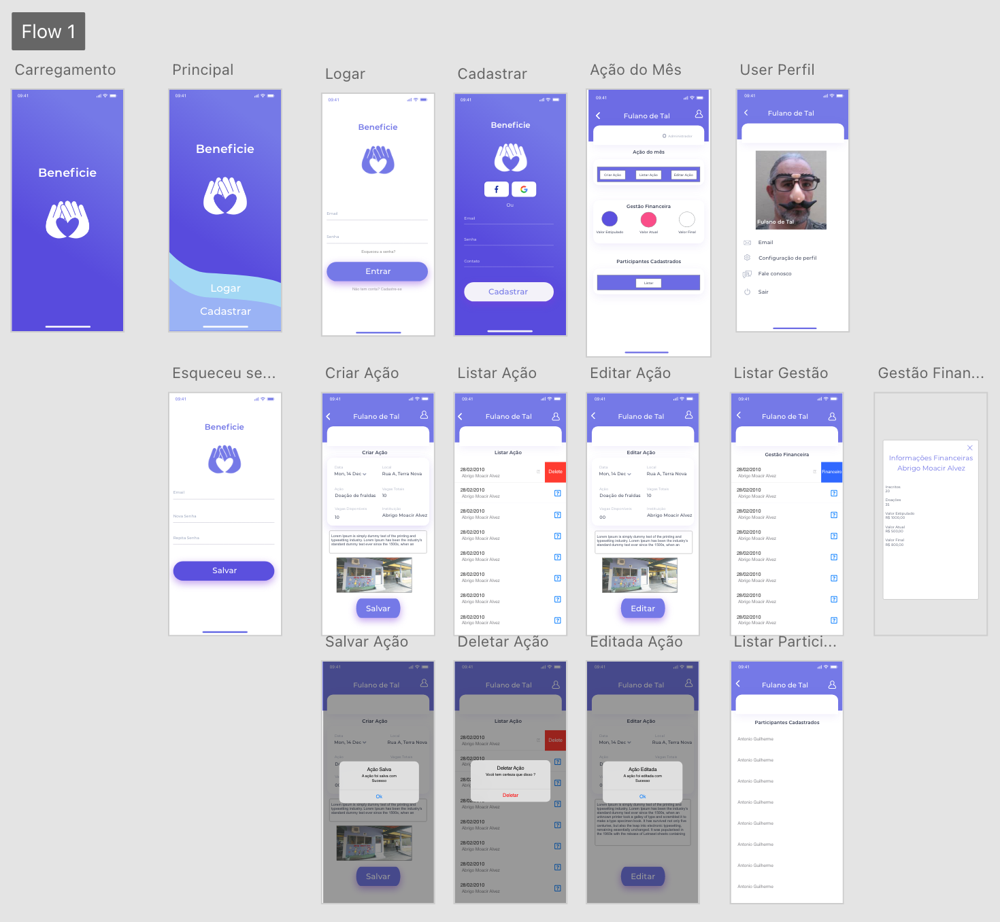 Flow 1
Carregamento
09:41
Beneficie
Principal
09:41
Beneficie
Logar
Cadastrar
Logar
09:41
Beneficie
Email
Senha
Esqueceu a senha?
Entrar
Não tem conta? Cadastre-se
Cadastrar
09:41
Beneficie
f G
Ou
Email
Senha
Contato
Cadastrar
Ação do Mês
09:41
Fulano de Tal
0 Administrador
Ação do mês
Criar Ação Listar Ação Editar Ação
Gestão Financeira
Valor Estipulado Valor Atual Valor Final
Participantes Cadastrados
Listar
User Perfil
09:41
Fulano de Tal
Fulano de Tal
Email
Configuração de perfil
Fale conosco
Sair
Esqueceu se...
09:41
Beneficie
Email
Nova Senha
Repita Senha
Salvar
Criar Ação
09:41
Fulano de Tal
Criar Ação
Data Local
Mon, 14 Dec Rua A, Terra Nova
Ação Vagas Totais
Doação de fraldas 10
Vagas Disponíveis Instituição
10 Abrigo Moacir Alvez
Lorem Ipsum is simply dummy text of the printing and
typesetting industry. Lorem Ipsum has been the industry's
standard dummy text ever since the 1500s, when an
Salvar
Listar Ação
09:41
Fulano de Tal
Listar Ação
28/02/2010
Abrigo Moacir Alvez
Delete
28/02/2010
Abrigo Moacir Alvez
?
28/02/2010
Abrigo Moacir Alvez
?
28/02/2010
Abrigo Moacir Alvez
?
28/02/2010
Abrigo Moacir Alvez
?
28/02/2010
Abrigo Moacir Alvez
?
28/02/2010
Abrigo Moacir Alvez
?
28/02/2010
Abrigo Moacir Alvez
?
Editar Ação
09:41
Fulano de Tal
Editar Ação
Data Local
Mon, 14 Dec Rua A, Terra Nova
Ação Vagas Totais
Doação de fraldas 10
Vagas Disponíveis Instituição
00 Abrigo Moacir Alvez
Lorem Ipsum is simply dummy text of the printing and
typesetting industry. Lorem Ipsum has been the industry's
standard dummy text ever since the 1500s, when an
Editar
Listar Gestão
09:41
Fulano de Tal
Gestão Financeira
28/02/2010
Abrigo Moacir Alvez
Financeiro
28/02/2010
Abrigo Moacir Alvez
?
28/02/2010
Abrigo Moacir Alvez
?
28/02/2010
Abrigo Moacir Alvez
?
28/02/2010
Abrigo Moacir Alvez
?
28/02/2010
Abrigo Moacir Alvez
?
28/02/2010
Abrigo Moacir Alvez
?
28/02/2010
Abrigo Moacir Alvez
?
Gestão Finan...
Informações Financeiras
Abrigo Moacir Alvez
Inscritos
20
Doações
35
Valor Estipulado
R$ 1000,00
Valor Atual
R$ 500,00
Valor Final
R$ 800,00
Salvar Ação
09:41
Fulano de Tal
Criar Ação
Data Local
Mon, 14 Dec Rua A, Terra Nova
Ação Vagas Totais
Ação Salva
A ação foi salva com
Sucesso
Ok
Lorem Ipsum is simply dummy text of the printing and
typesetting industry. Lorem Ipsum has been the industry's
standard dummy text ever since the 1500s, when an
Salvar
Deletar Ação
09:41
Fulano de Tal
Listar Ação
28/02/2010
Abrigo Moacir Alvez
Delete
28/02/2010
?
Deletar Ação
Você tem certeza que disso ?
Deletar
?
28/02/2010
Abrigo Moacir Alvez
?
28/02/2010
Abrigo Moacir Alvez
?
28/02/2010
Abrigo Moacir Alvez
?
28/02/2010
Abrigo Moacir Alvez
?
28/02/2010
Abrigo Moacir Alvez
?
Editada Ação
09:41
Fulano de Tal
Editar Ação
Data Local
Mon, 14 Dec Rua A, Terra Nova
Ação Vagas Totais
Ação Editada
A ação foi editada com
Sucesso
Ok
Lorem Ipsum is simply dummy text of the printing and
typesetting industry. Lorem Ipsum has been the industry's
standard dummy text ever since the 1500s, when an
unknown printer took a galley of type and scrambled it to
make a type specimen book. It has survived not only five
centuries, but also the leap into electronic typesetting,
remaining essentially unchanged. It was popularised in
the 1960s with the release of Letraset sheets containing
Editar
Listar Partici...
09:41
Fulano de Tal
Participantes Cadastrados
Antonio Guilherme
Antonio Guilherme
Antonio Guilherme
Antonio Guilherme
Antonio Guilherme
Antonio Guilherme
Antonio Guilherme
Antonio Guilherme